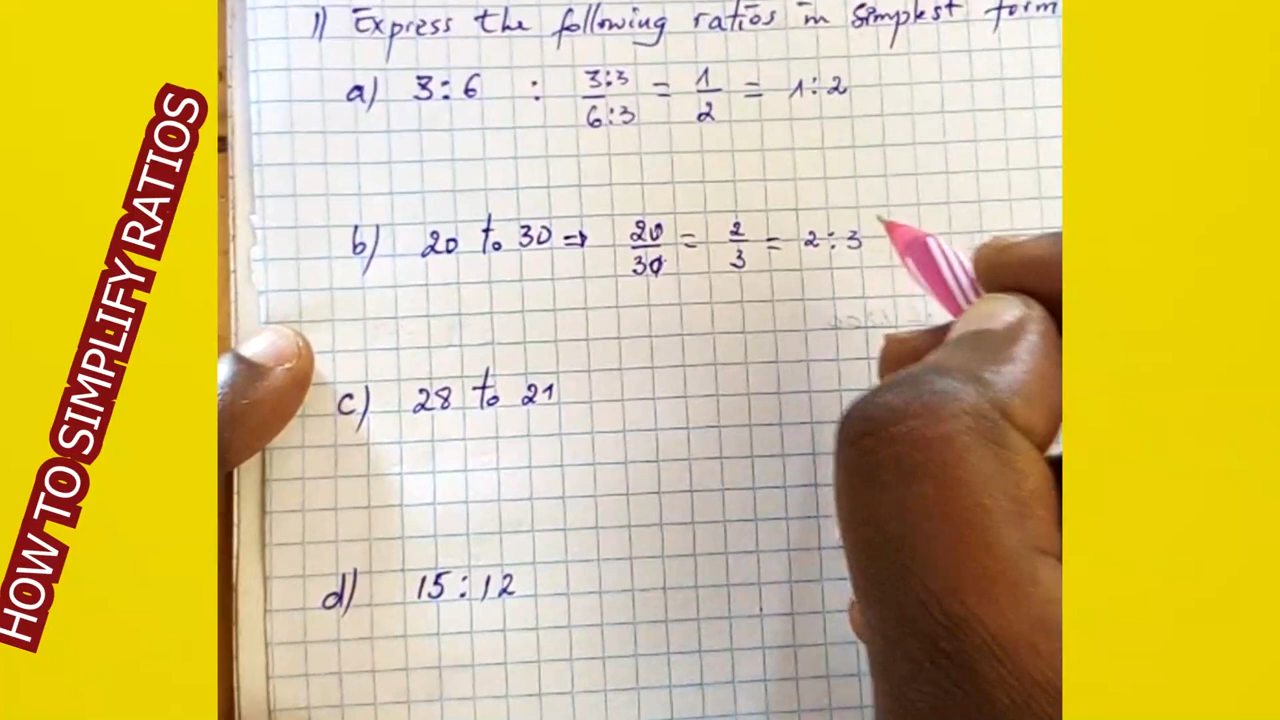 HOW TO SIMPLIFY RATIOS
1) Express the following ratios in simplest form
a) 3:6 : 3:3/6:3 = 1/2 = 1:2
b) 20 to 30 ⇒ 20/30 = 2/3 = 2:3
c) 28 to 21
d) 15:12